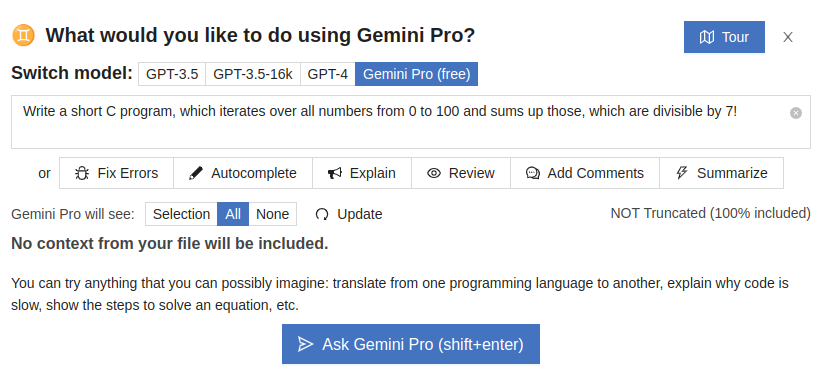 What would you like to do using Gemini Pro?
Tour
Switch model: GPT-3.5 GPT-3.5-16k GPT-4 Gemini Pro (free)
Write a short C program, which iterates over all numbers from 0 to 100 and sums up those, which are divisible by 7!
or Fix Errors Autocomplete Explain Review Add Comments Summarize
Gemini Pro will see: Selection All None Update NOT Truncated (100% included)
No context from your file will be included.
You can try anything that you can possibly imagine: translate from one programming language to another, explain why code is
slow, show the steps to solve an equation, etc.
Ask Gemini Pro (shift+enter)